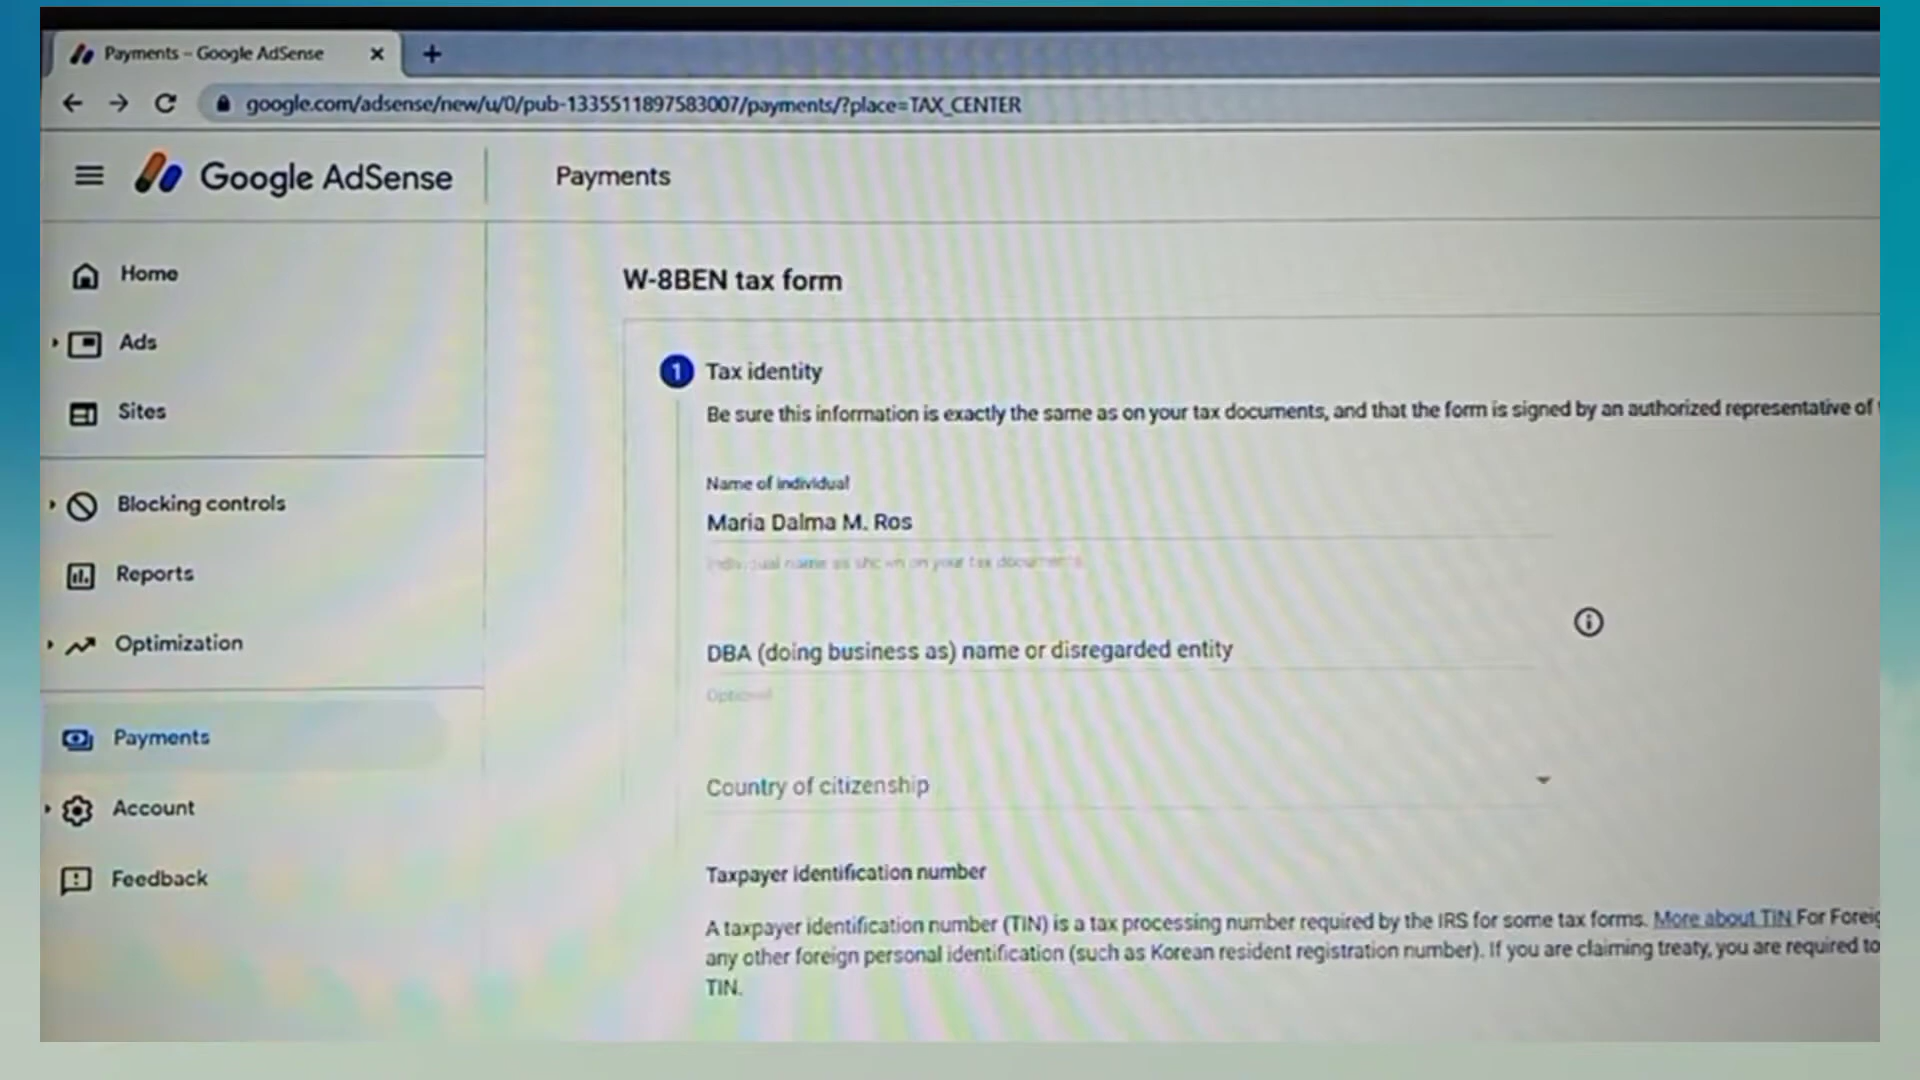 Payments – Google AdSense
google.com/adsense/new/u/0/pub-1335511897583007/payments/?place=TAX_CENTER
Google AdSense
Payments
Home
Ads
Sites
Blocking controls
Reports
Optimization
Payments
Account
Feedback
W-8BEN tax form
1 Tax identity
Be sure this information is exactly the same as on your tax documents, and that the form is signed by an authorized representative of
Name of individual
Maria Dalma M. Ros
Individual name as shown on your tax documents
DBA (doing business as) name or disregarded entity
Optional
Country of citizenship
Taxpayer identification number
A taxpayer identification number (TIN) is a tax processing number required by the IRS for some tax forms. More about TIN For Foreig
any other foreign personal identification (such as Korean resident registration number). If you are claiming treaty, you are required to
TIN.